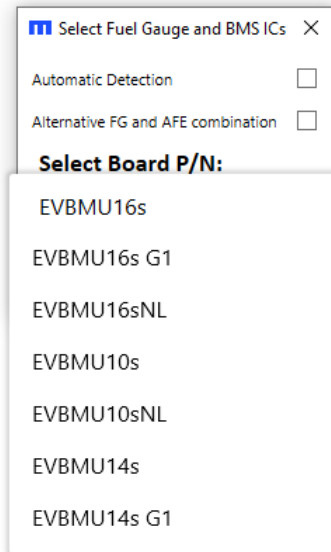 Select Fuel Gauge and BMS ICs
Automatic Detection
Alternative FG and AFE combination
Select Board P/N:
EVBMU16s
EVBMU16s G1
EVBMU16sNL
EVBMU10s
EVBMU10sNL
EVBMU14s
EVBMU14s G1